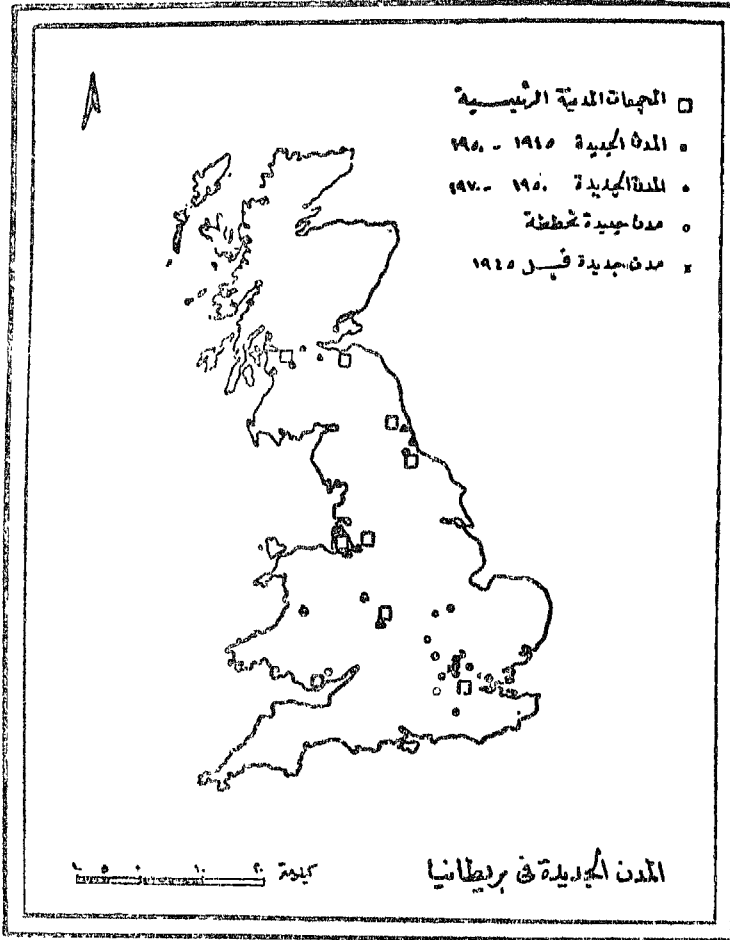 المجمعات المدنية الرئيسية
المدن الجديدة ١٩٤٥ - ١٩٥٠
المدن الجديدة ١٩٥٠ - ١٩٧٠
مدن جديدة مخططة
مدن جديدة قبل ١٩٤٥
المدن الجديدة في بريطانيا